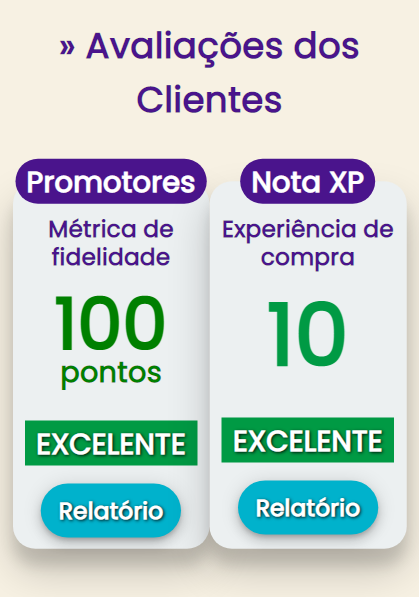 » Avaliações dos
Clientes
Promotores
Métrica de
fidelidade
100
pontos
EXCELENTE
Relatório
Nota XP
Experiência de
compra
10
EXCELENTE
Relatório